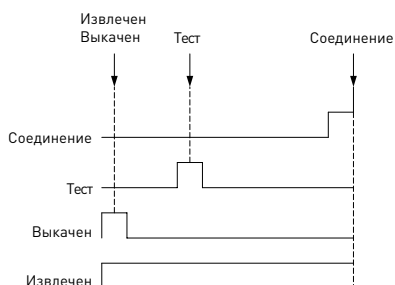 Извлечен
Выкачен
Тест
Соединение
Соединение
Тест
Выкачен
Извлечен